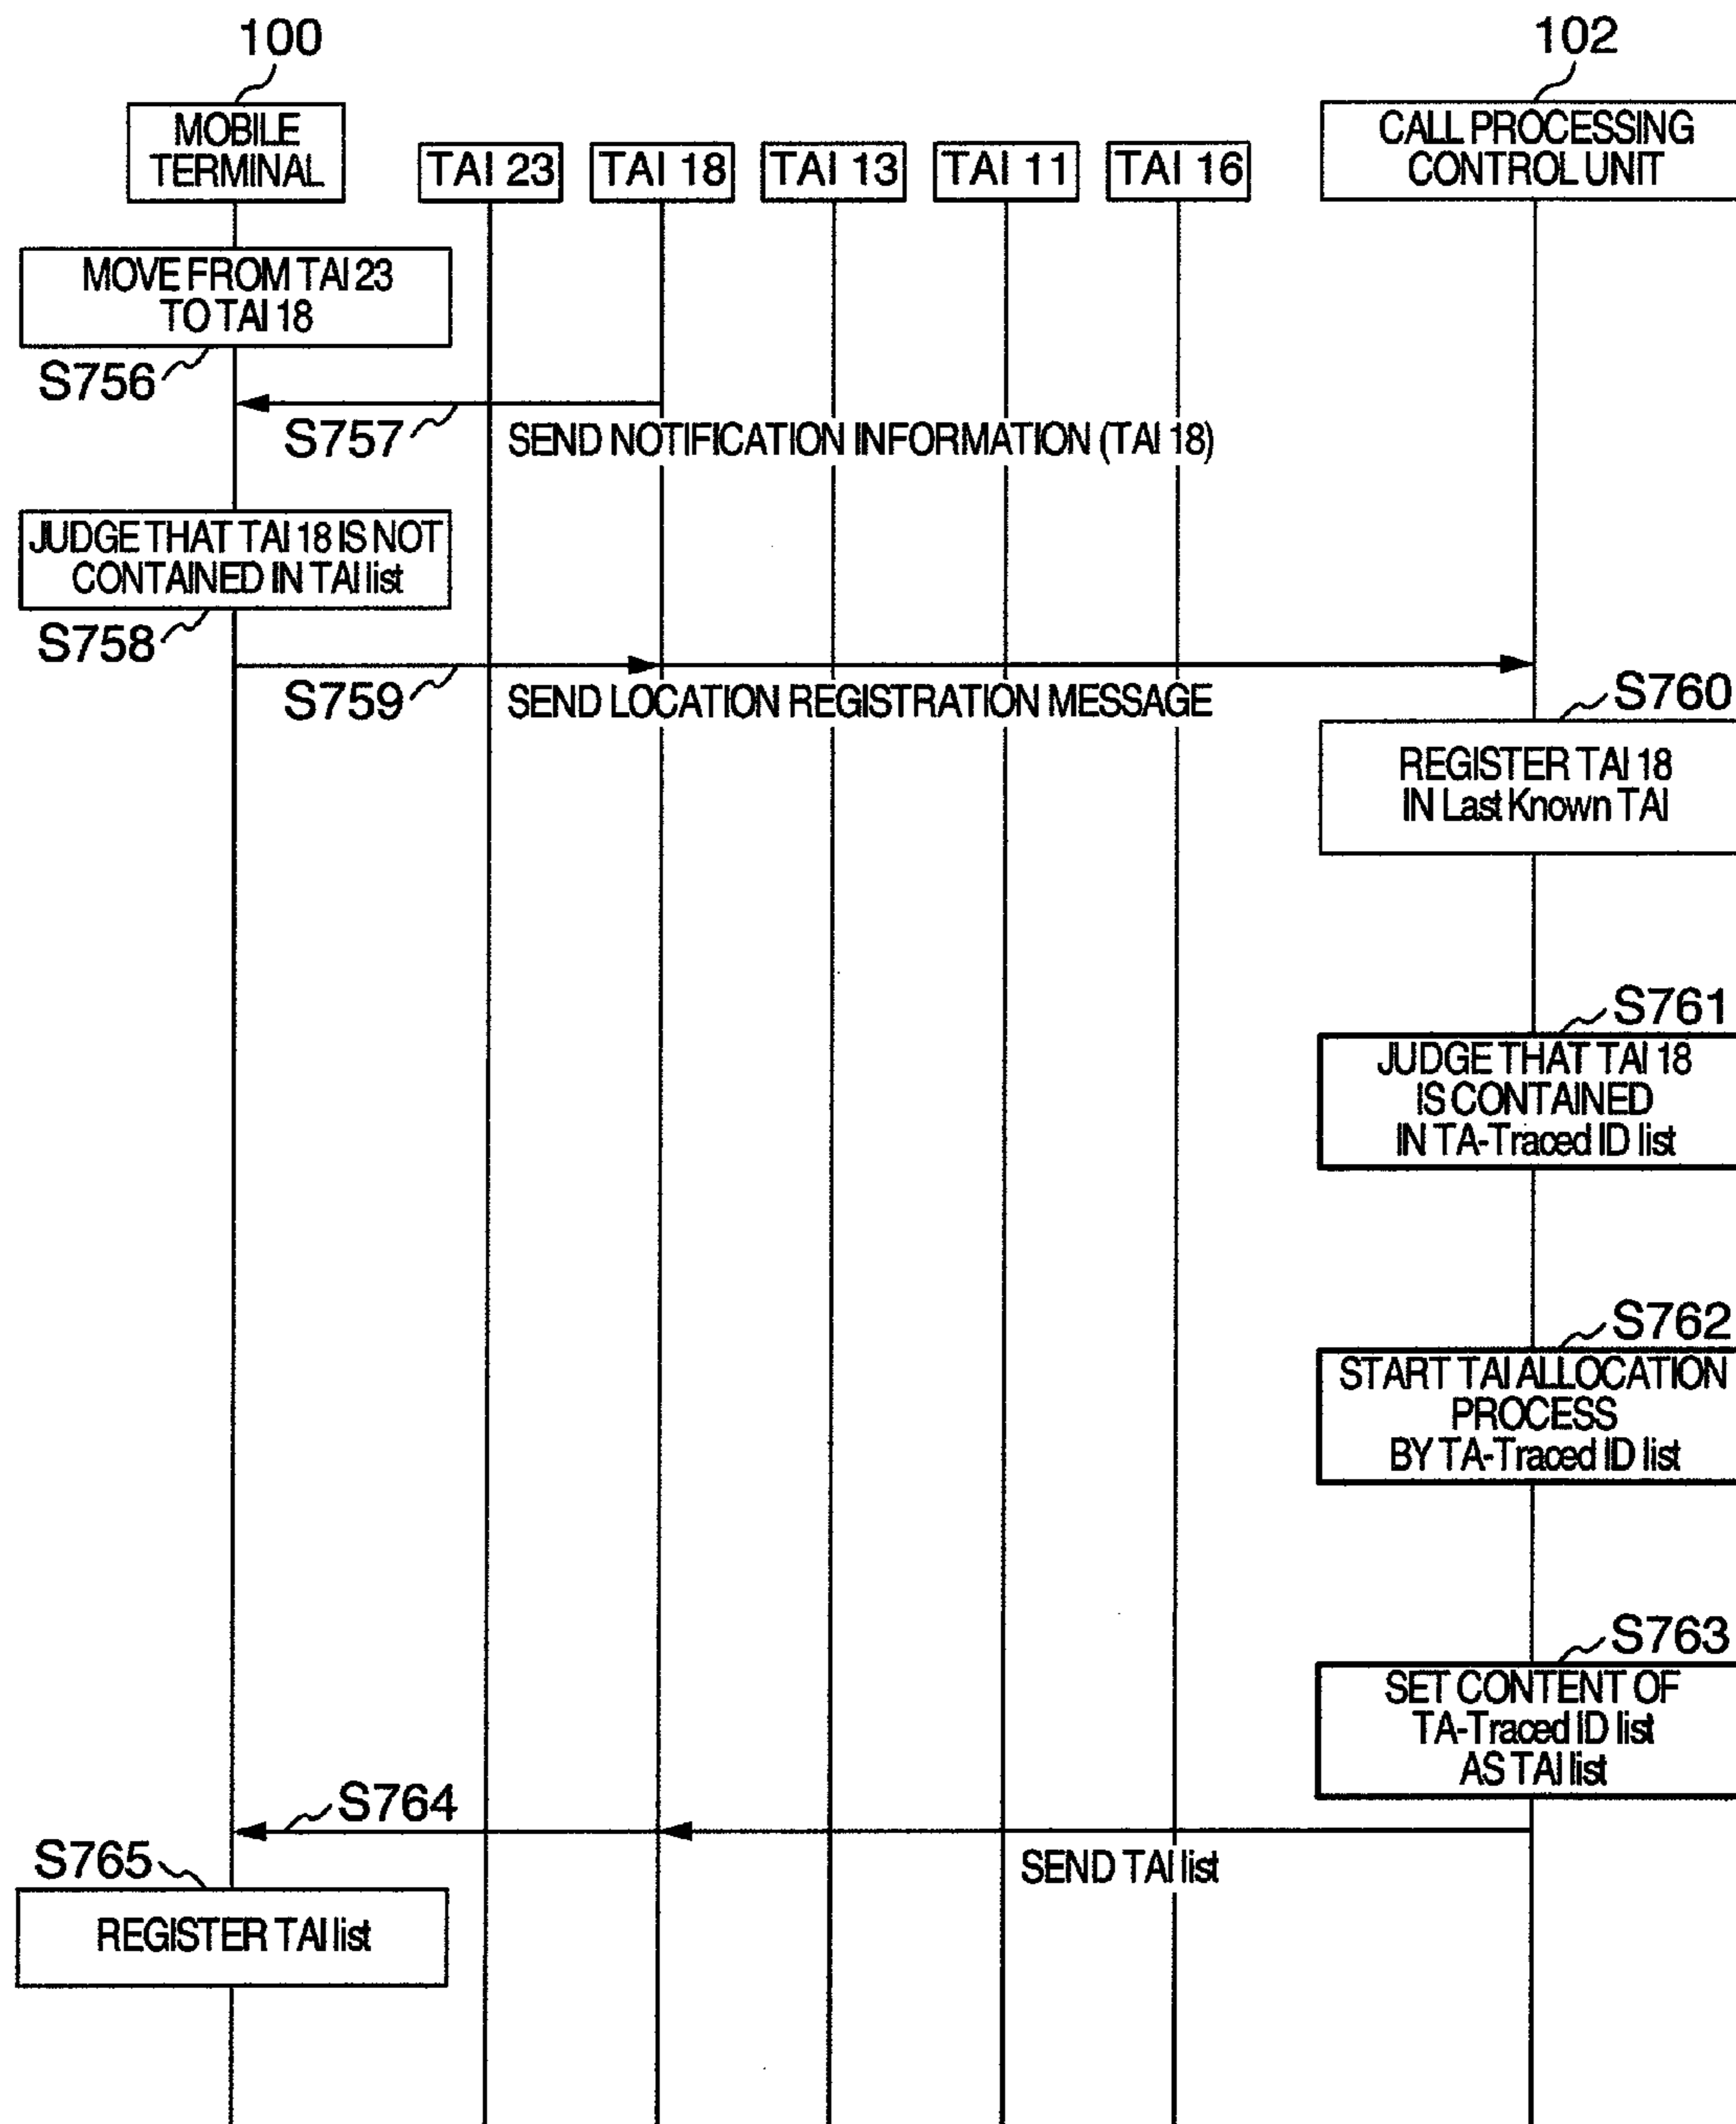 100
102
MOBILE
TERMINAL
TAI 23
TAI 18
TAI 13
TAI 11
TAI 16
CALL PROCESSING
CONTROL UNIT
MOVE FROM TAI 23
TO TAI 18
S756
S757
SEND NOTIFICATION INFORMATION (TAI 18)
JUDGE THAT TAI 18 IS NOT
CONTAINED IN TAI list
S758
S759
SEND LOCATION REGISTRATION MESSAGE
S760
REGISTER TAI 18
IN Last Known TAI
S761
JUDGE THAT TAI 18
IS CONTAINED
IN TA-Traced ID list
S762
START TAI ALLOCATION
PROCESS
BY TA-Traced ID list
S763
SET CONTENT OF
TA-Traced ID list
AS TAI list
S764
SEND TAI list
S765
REGISTER TAI list